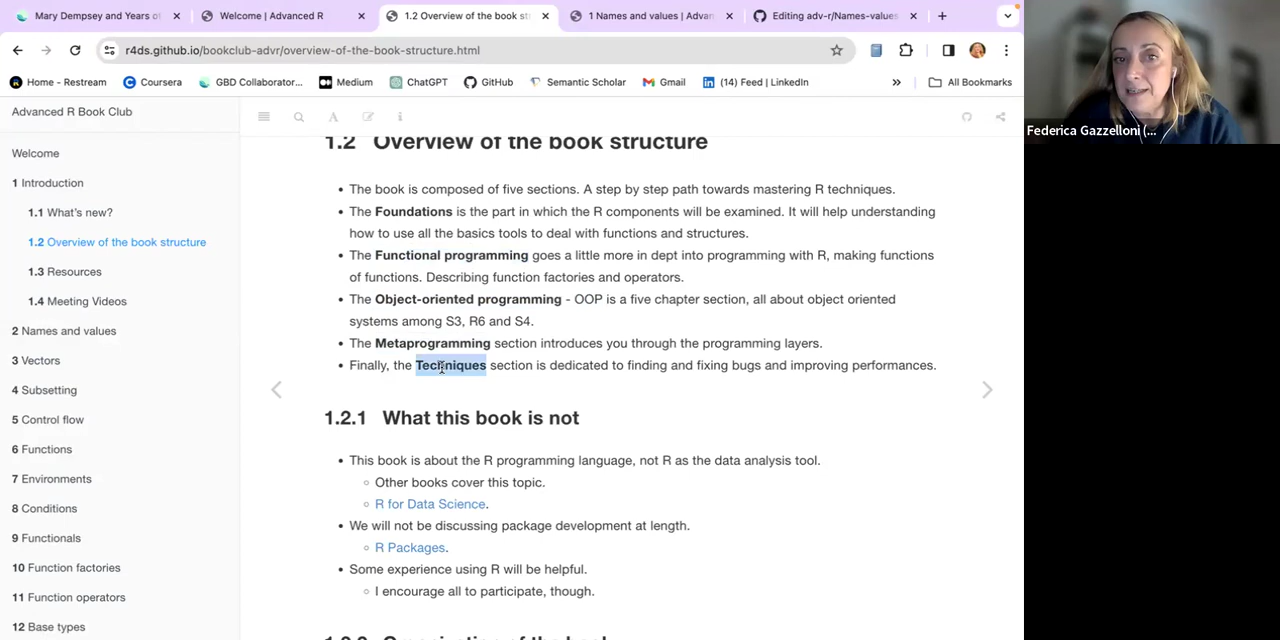 Mary Dempsey and Years of
Welcome | Advanced R
1.2 Overview of the book str
1 Names and values | Advan
Editing adv-r/Names-values
r4ds.github.io/bookclub-advr/overview-of-the-book-structure.html
Home - Restream
Coursera
GBD Collaborator...
Medium
ChatGPT
GitHub
Semantic Scholar
Gmail
(14) Feed | LinkedIn
»
All Bookmarks
Federica Gazzelloni (...
Advanced R Book Club
Welcome
1 Introduction
1.1 What's new?
1.2 Overview of the book structure
1.3 Resources
1.4 Meeting Videos
2 Names and values
3 Vectors
4 Subsetting
5 Control flow
6 Functions
7 Environments
8 Conditions
9 Functionals
10 Function factories
11 Function operators
12 Base types
1.2 Overview of the book structure
• The book is composed of five sections. A step by step path towards mastering R techniques.
• The Foundations is the part in which the R components will be examined. It will help understanding
how to use all the basics tools to deal with functions and structures.
• The Functional programming goes a little more in dept into programming with R, making functions
of functions. Describing function factories and operators.
• The Object-oriented programming - OOP is a five chapter section, all about object oriented
systems among S3, R6 and S4.
• The Metaprogramming section introduces you through the programming layers.
• Finally, the Techniques section is dedicated to finding and fixing bugs and improving performances.
1.2.1 What this book is not
• This book is about the R programming language, not R as the data analysis tool.
◦ Other books cover this topic.
◦ R for Data Science.
• We will not be discussing package development at length.
◦ R Packages.
• Some experience using R will be helpful.
◦ I encourage all to participate, though.